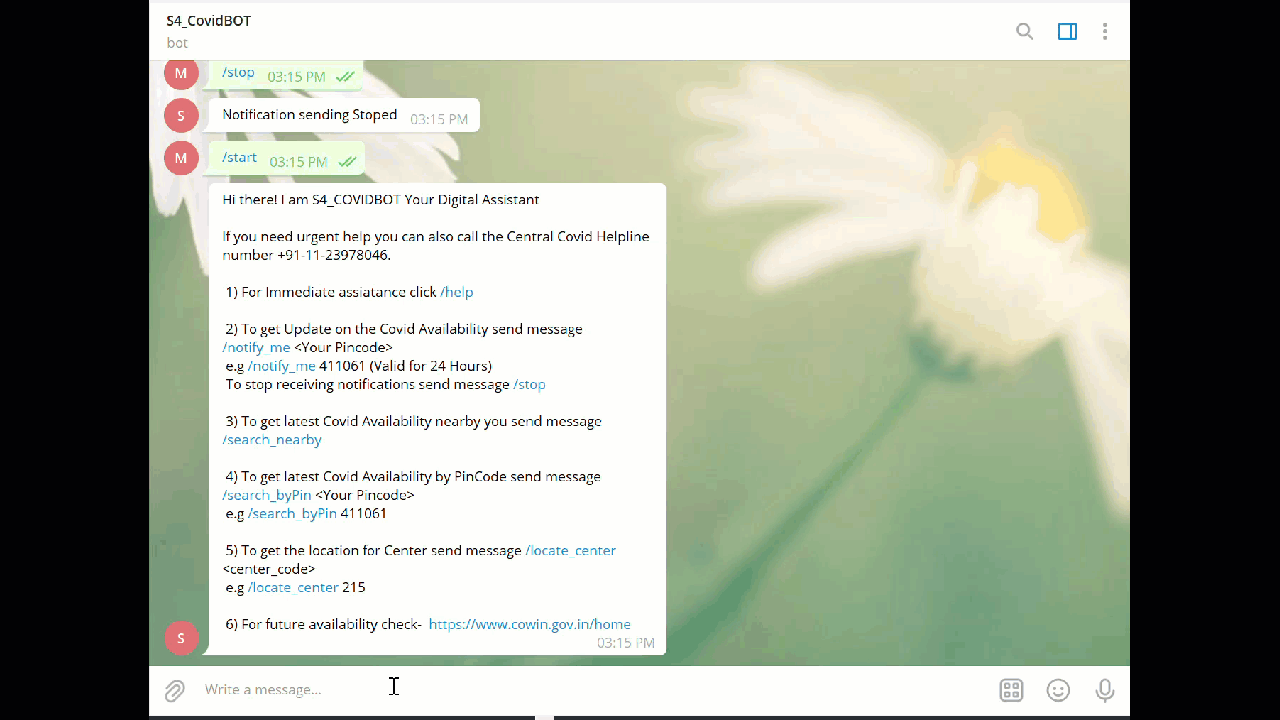 S4_CovidBOT
bot
M
/stop 03:15 PM
S
Notification sending Stoped 03:15 PM
M
/start 03:15 PM
Hi there! I am S4_COVIDBOT Your Digital Assistant
If you need urgent help you can also call the Central Covid Helpline
number +91-11-23978046.
1) For Immediate assiatance click /help
2) To get Update on the Covid Availability send message
/notify_me <Your Pincode>
e.g /notify_me 411061 (Valid for 24 Hours)
To stop receiving notifications send message /stop
3) To get latest Covid Availability nearby you send message
/search_nearby
4) To get latest Covid Availability by PinCode send message
/search_byPin <Your Pincode>
e.g /search_byPin 411061
5) To get the location for Center send message /locate_center
<center_code>
e.g /locate_center 215
6) For future availability check- https://www.cowin.gov.in/home
S
03:15 PM
Write a message...